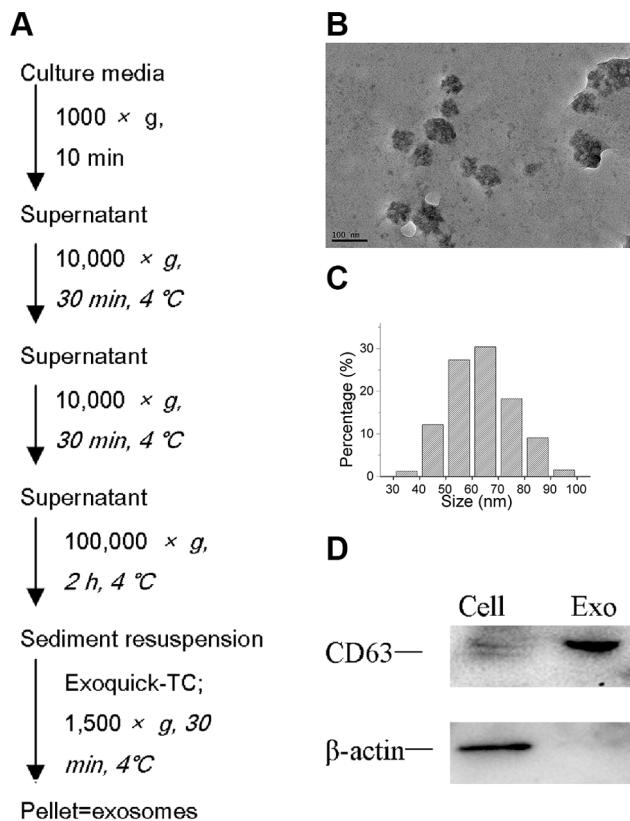 A
Culture media
1000 × g,
10 min
Supernatant
10,000 × g,
30 min, 4 °C
Supernatant
10,000 × g,
30 min, 4 °C
Supernatant
100,000 × g,
2 h, 4 °C
Sediment resuspension
Exoquick-TC;
1,500 × g, 30
min, 4°C
Pellet=exosomes
B
100 nm
C
Percentage (%)
30
20
10
0
30 40 50 60 70 80 90 100
Size (nm)
D
Cell Exo
CD63
β-actin